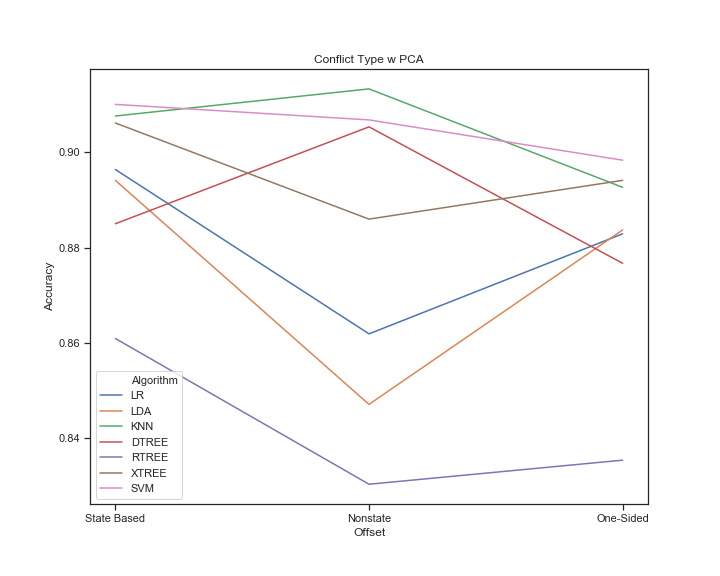 Conflict Type w PCA
Accuracy
0.90
0.88
0.86
0.84
Algorithm
LR
LDA
KNN
DTREE
RTREE
XTREE
SVM
State Based
Nonstate
One-Sided
Offset